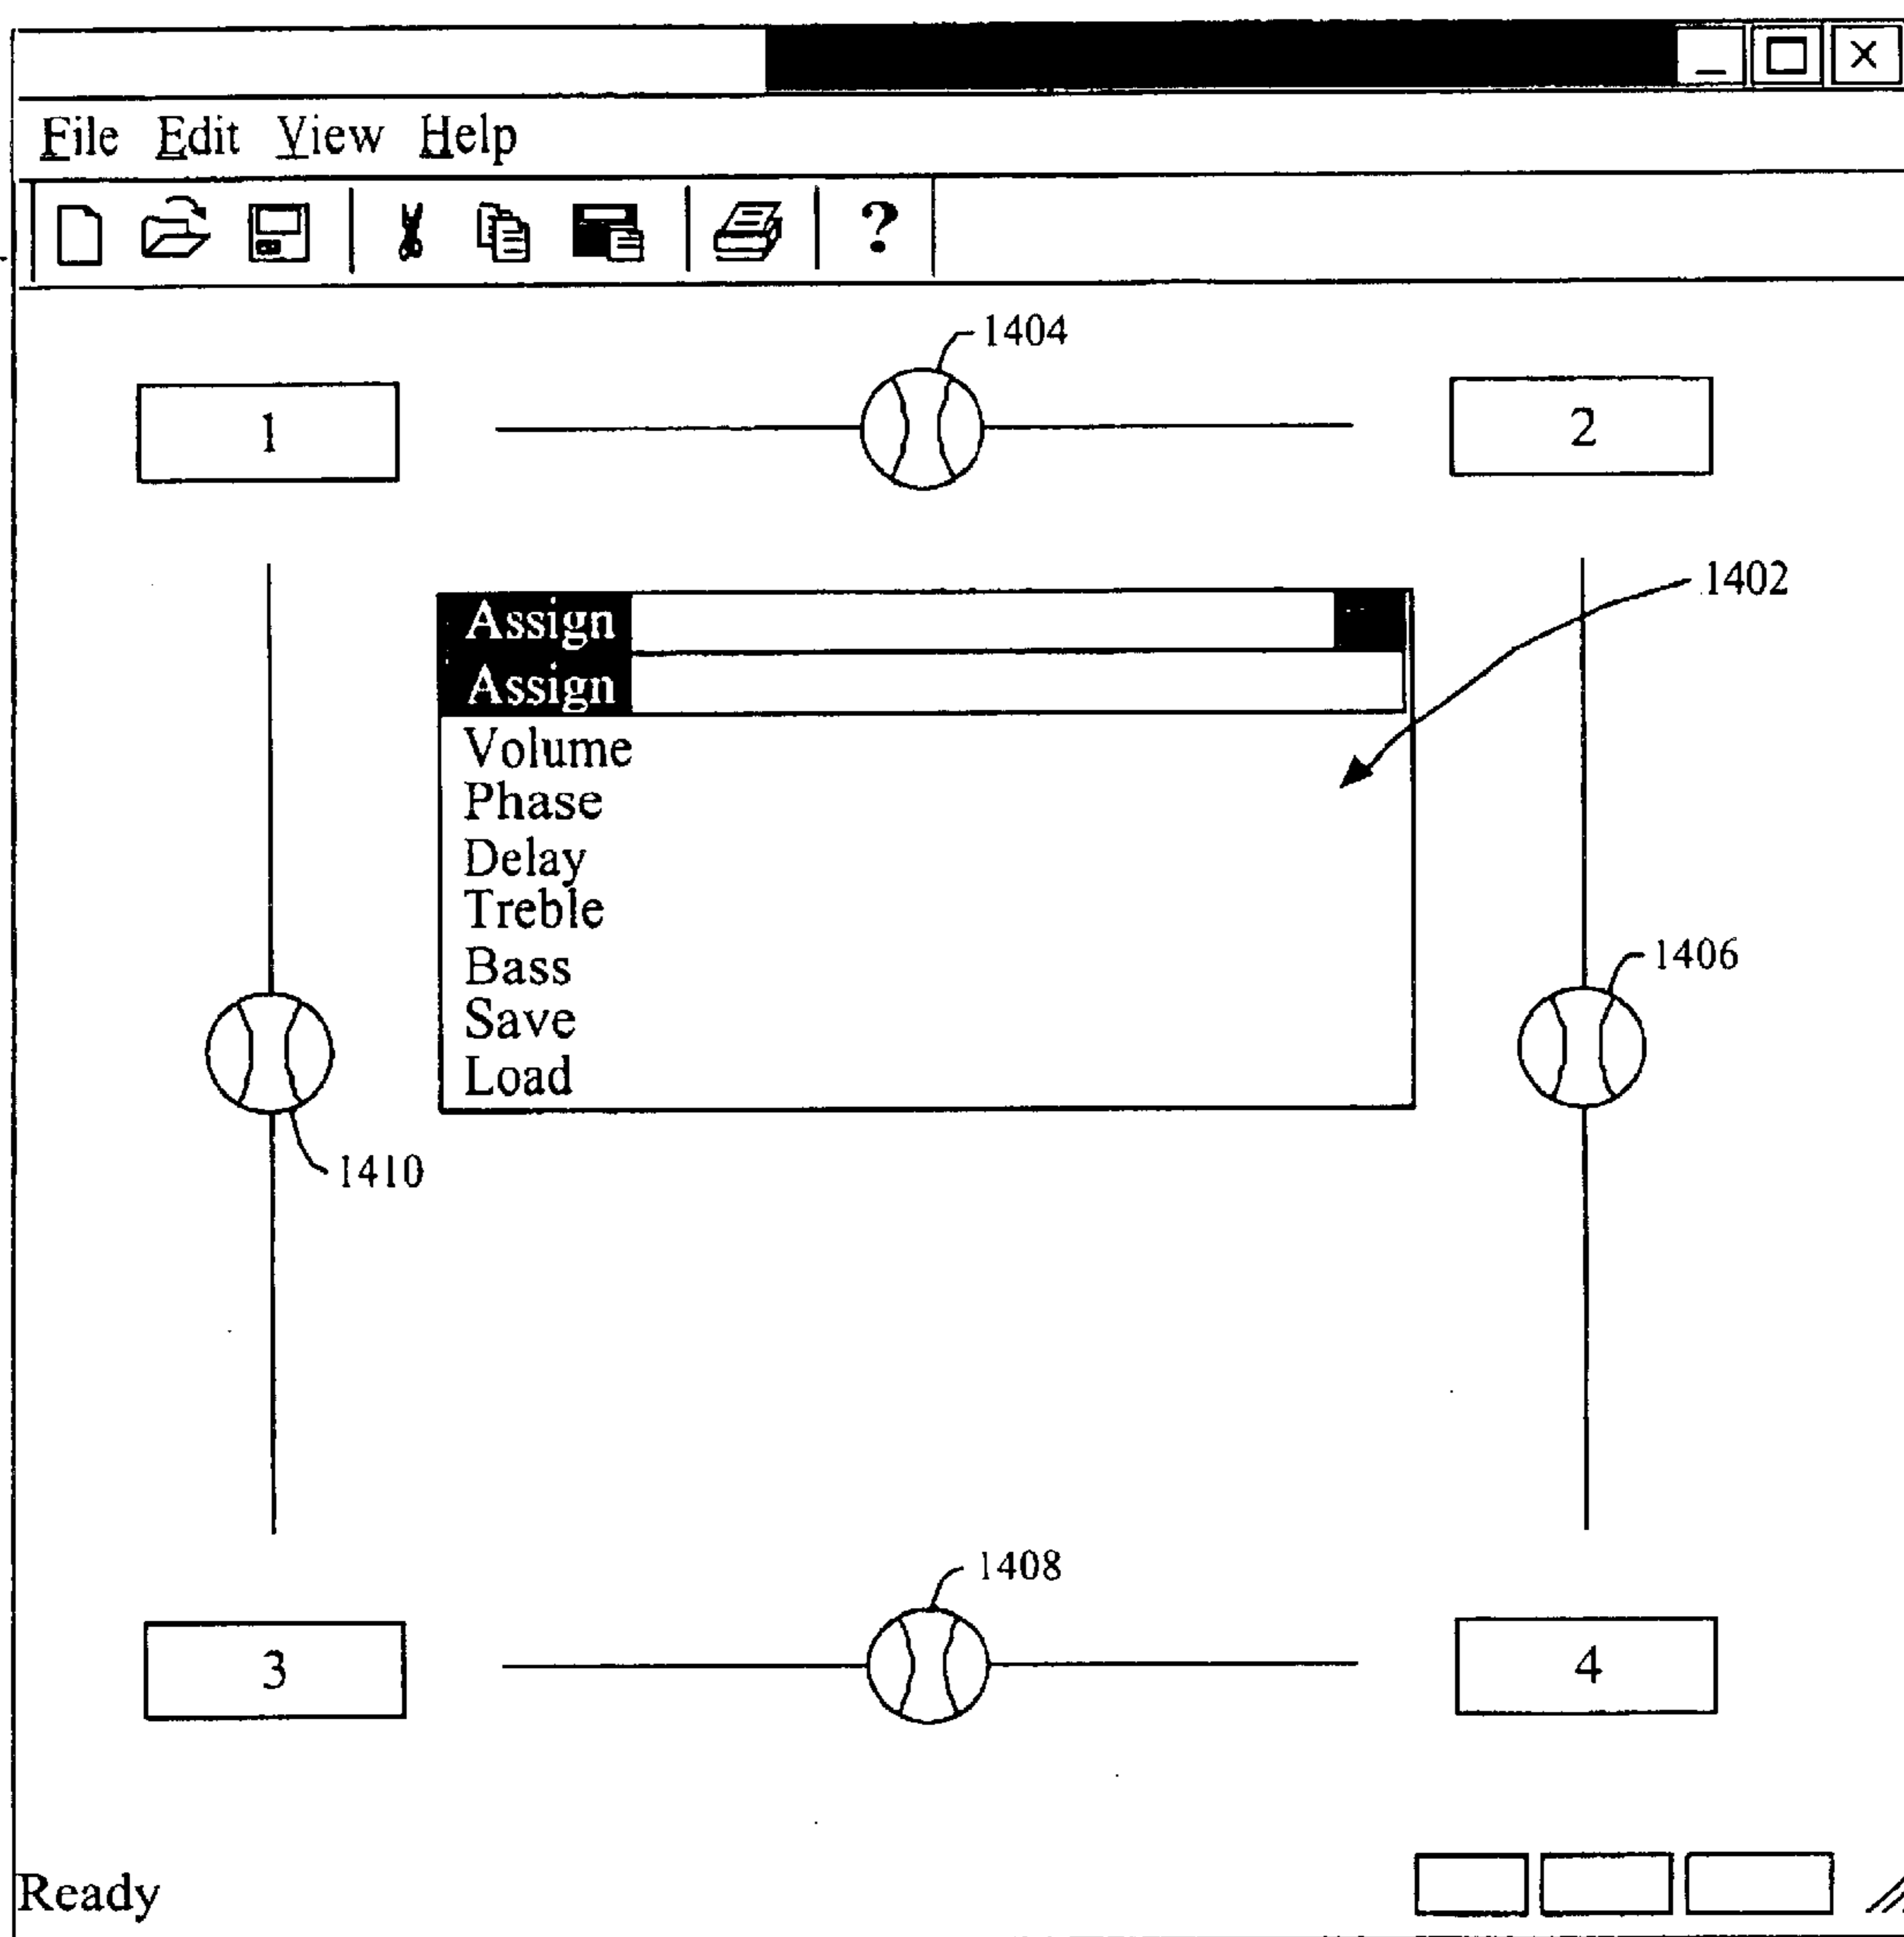 File Edit View Help
?
1404
1 2
1402
Assign
Assign
Volume
Phase
Delay
Treble
Bass
Save
Load
1406
1410
1408
3 4
Ready